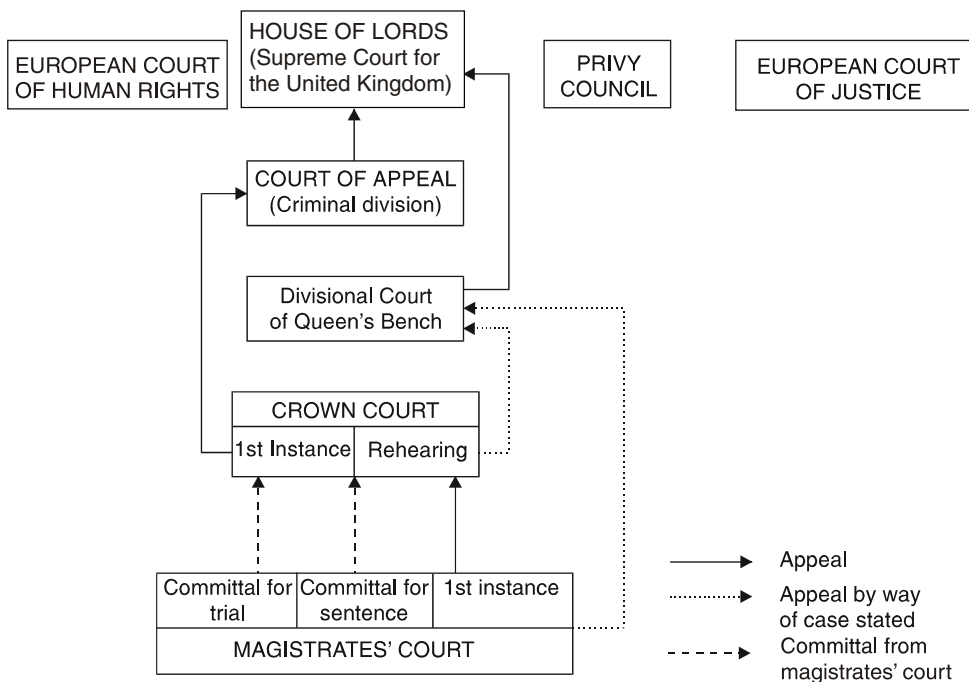 EUROPEAN COURT
OF HUMAN RIGHTS
HOUSE OF LORDS
(Supreme Court for
the United Kingdom)
PRIVY
COUNCIL
EUROPEAN COURT
OF JUSTICE
COURT OF APPEAL
(Criminal division)
Divisional Court
of Queen's Bench
CROWN COURT
1st Instance
Rehearing
Committal for
trial
Committal for
sentence
1st instance
MAGISTRATES' COURT
Appeal
Appeal by way
of case stated
Committal from
magistrates' court